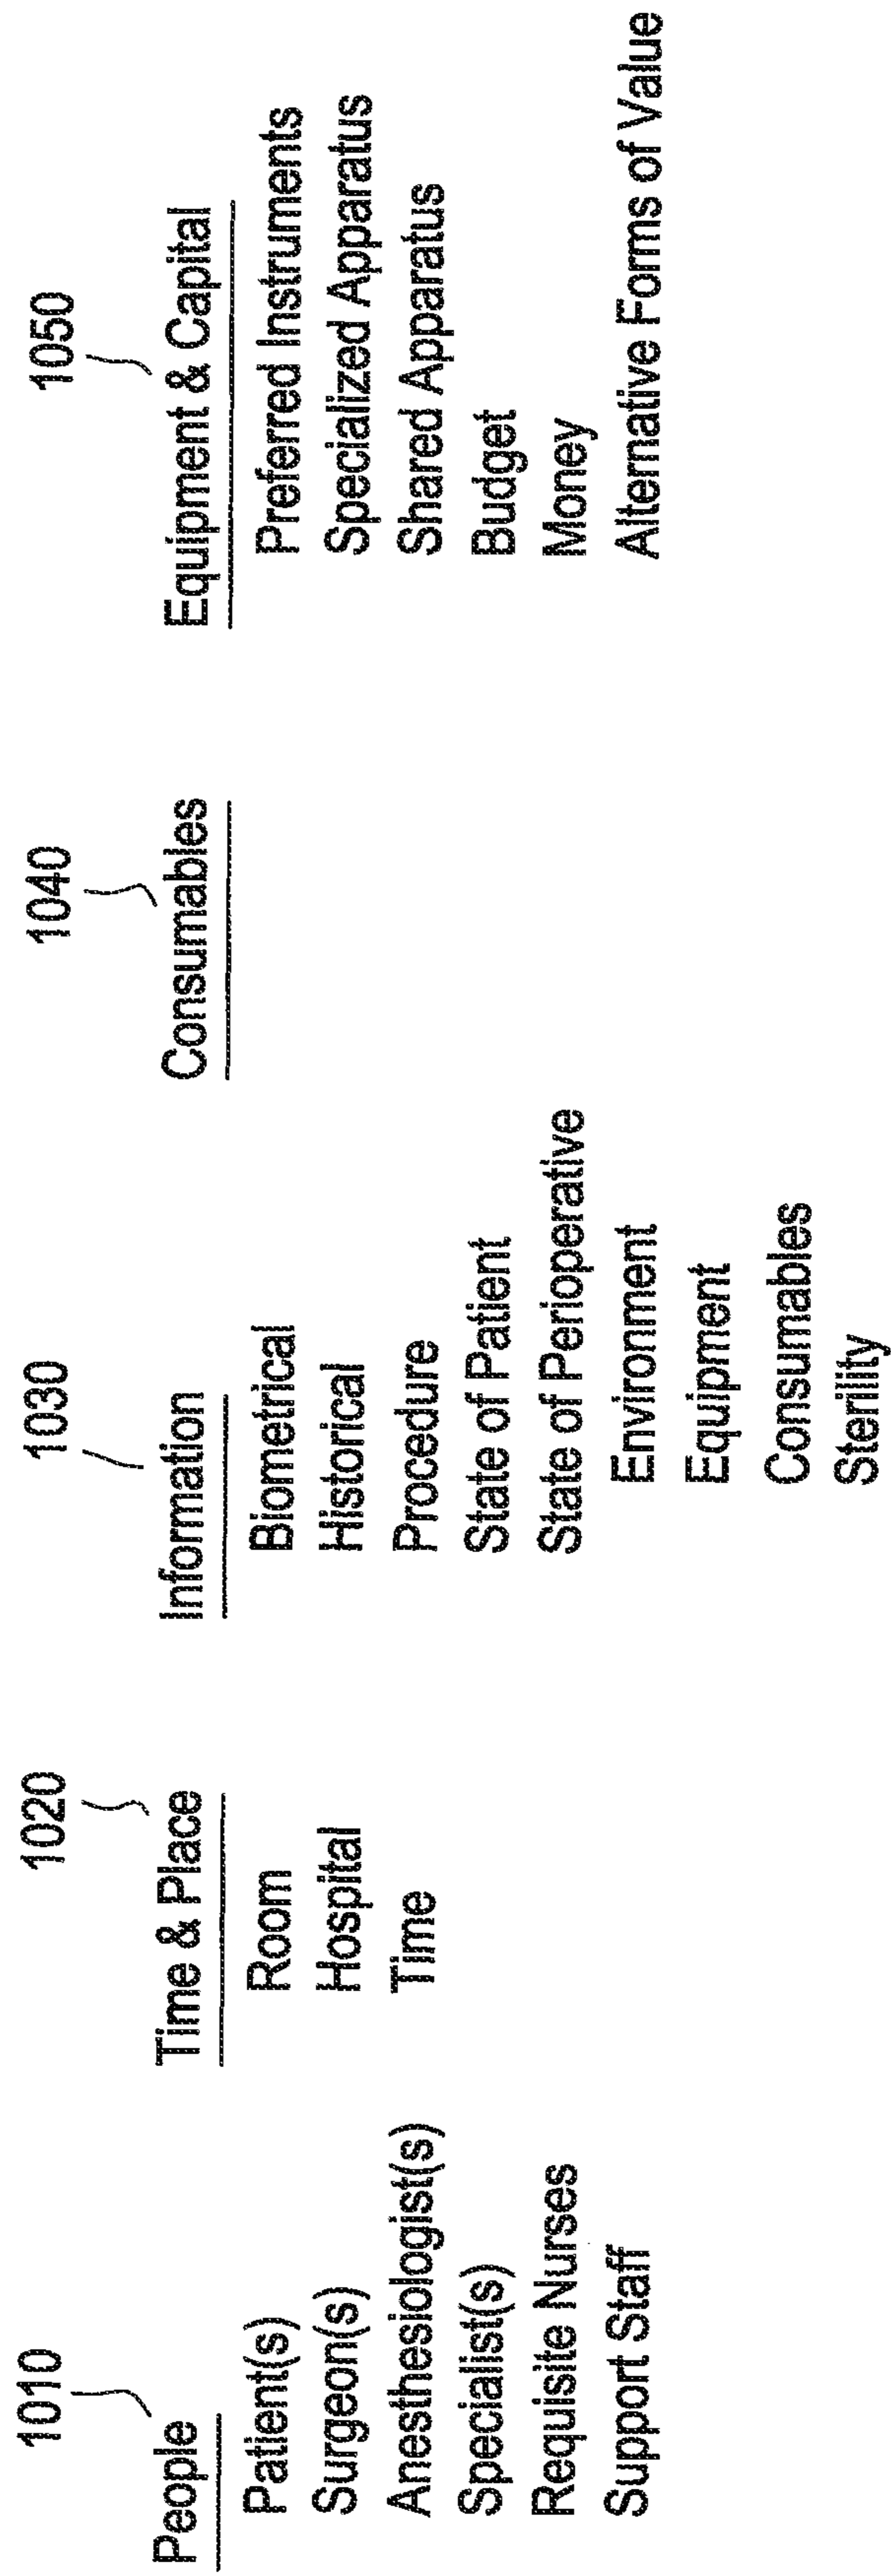 1010
People
Patient(s)
Surgeon(s)
Anesthesiologist(s)
Specialist(s)
Requisite Nurses
Support Staff
1020
Time & Place
Room
Hospital
Time
1030
Information
Biometrical
Historical
Procedure
State of Patient
State of Perioperative
Environment
Equipment
Consumables
Sterility
1040
Consumables
1050
Equipment & Capital
Preferred Instruments
Specialized Apparatus
Shared Apparatus
Budget
Money
Alternative Forms of Value